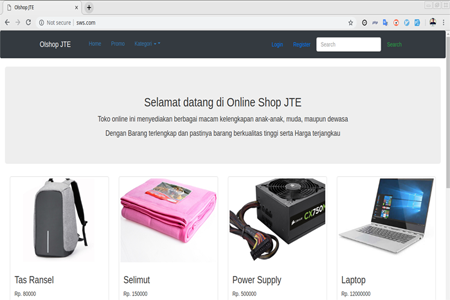 Olshop JTE
Not secure | sws.com
Olshop JTE
Home
Produk
Kategori
Login
Register
Search
Search
Selamat datang di Online Shop JTE
Toko online ini menyediakan berbagai macam kelengkapan anak-anak, muda, maupun dewasa
Dengan Barang terlengkap dan pastinya barang berkualitas tinggi serta Harga terjangkau
CX750M
Tas Ransel
Selimut
Power Supply
Laptop
Rp. 80000
Rp. 150000
Rp. 500000
Rp. 12000000